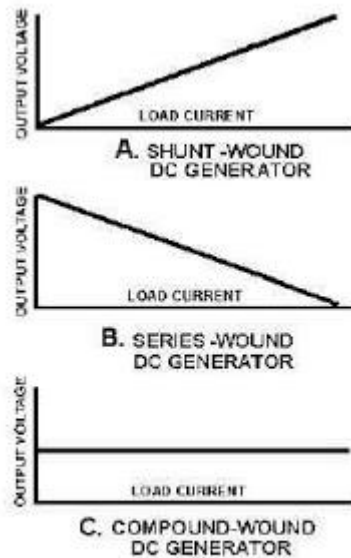 OUTPUT VOLTAGE
LOAD CURRENT
A. SHUNT-WOUND
DC GENERATOR
OUTPUT VOLTAGE
LOAD CURRENT
B. SERIES-WOUND
DC GENERATOR
OUTPUT VOLTAGE
LOAD CURRENT
C. COMPOUND-WOUND
DC GENERATOR